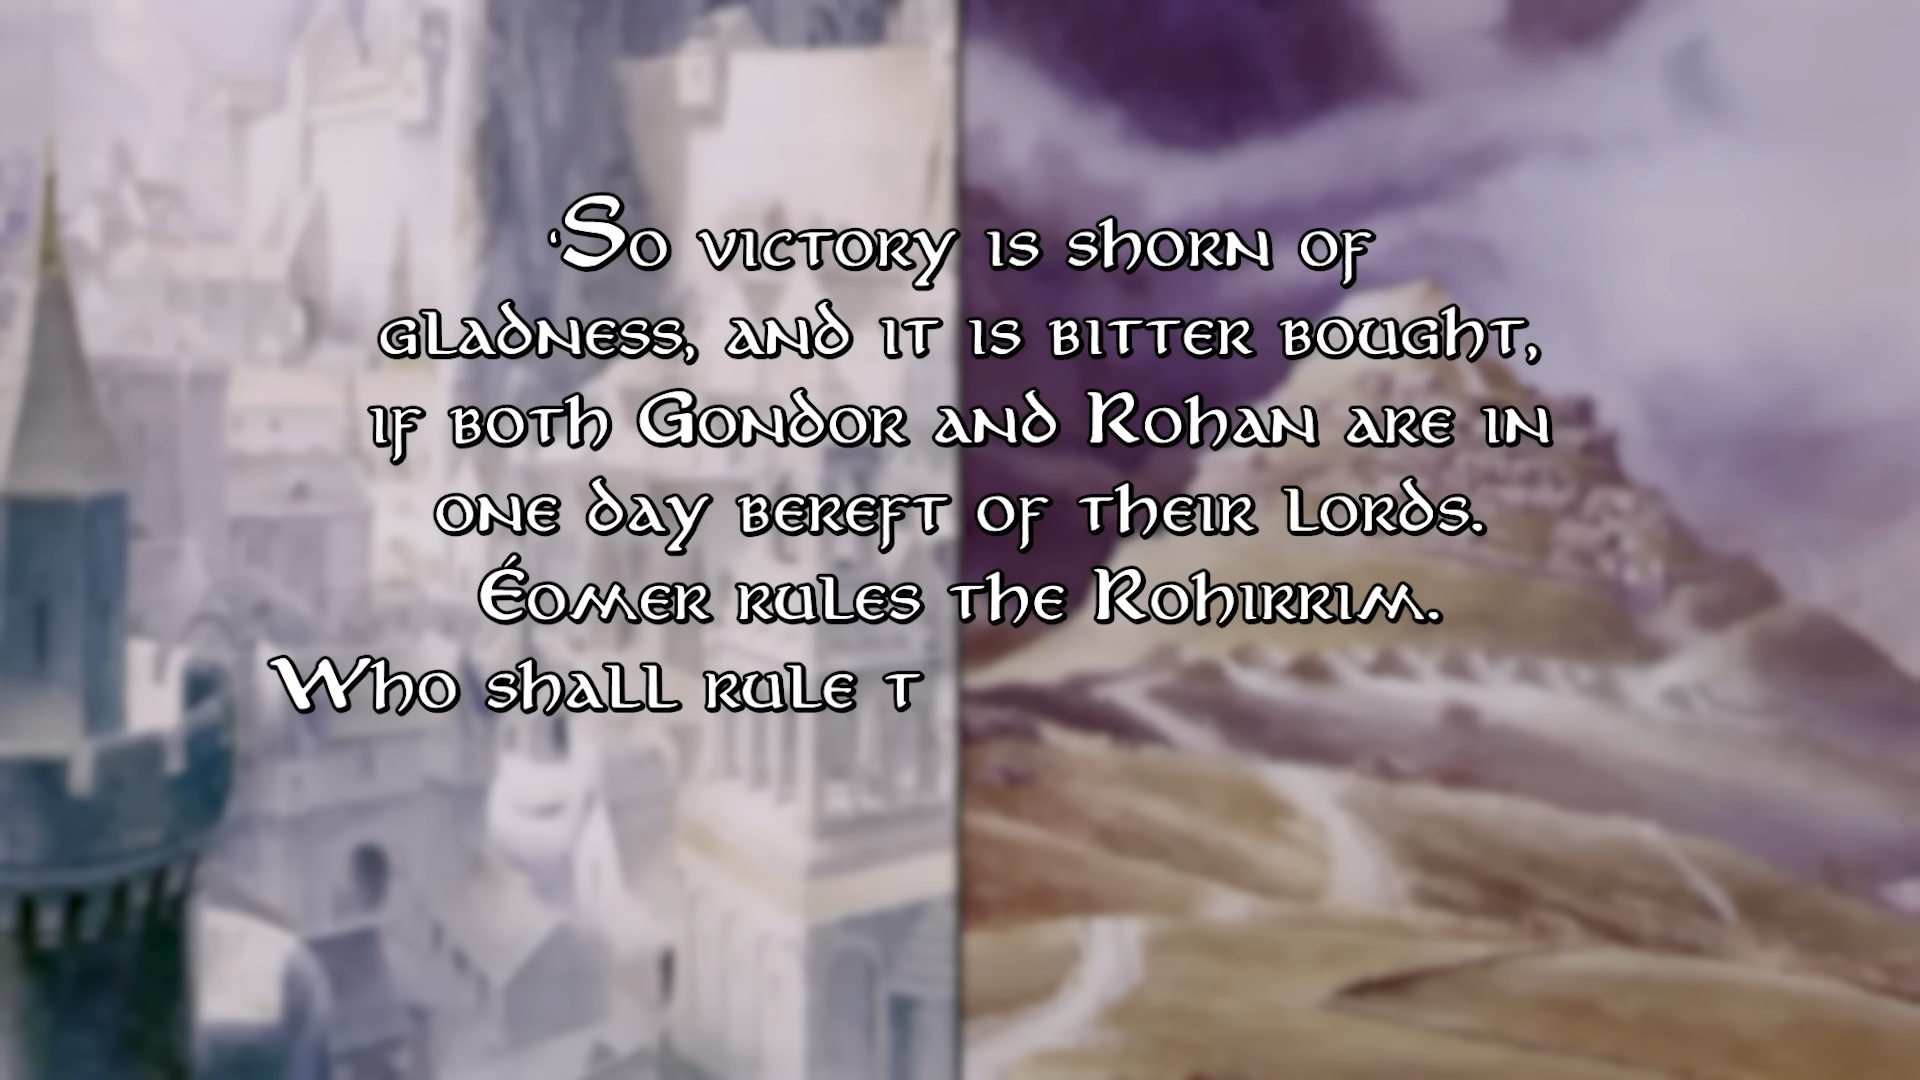 ‘So victory is shorn of
gladness, and it is bitter bought,
if both Gondor and Rohan are in
one day bereft of their lords.
Éomer rules the Rohirrim.
Who shall rule t